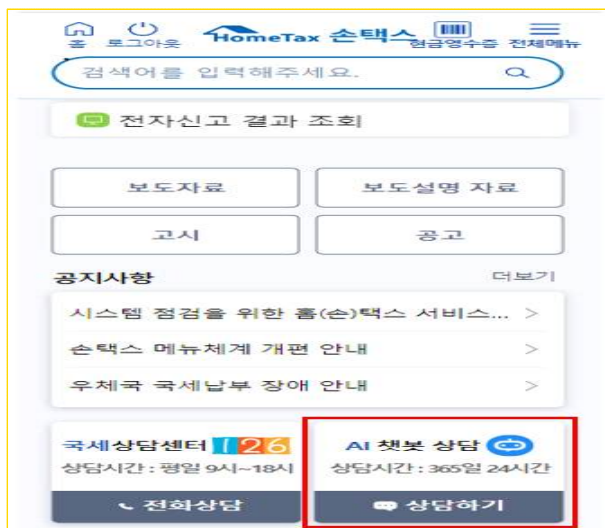 홈 로그아웃 HomeTax 손택스 현금영수증 전체메뉴
검색어를 입력해주세요.
전자신고 결과 조회
보도자료 보도설명 자료
고시 공고
공지사항 더보기
시스템 점검을 위한 홈(손)택스 서비스... >
손택스 메뉴체계 개편 안내 >
우체국 국세납부 장애 안내 >
국세상담센터 126 AI 챗봇 상담
상담시간 : 평일 9시~18시 상담시간 : 365일 24시간
전화상담 상담하기